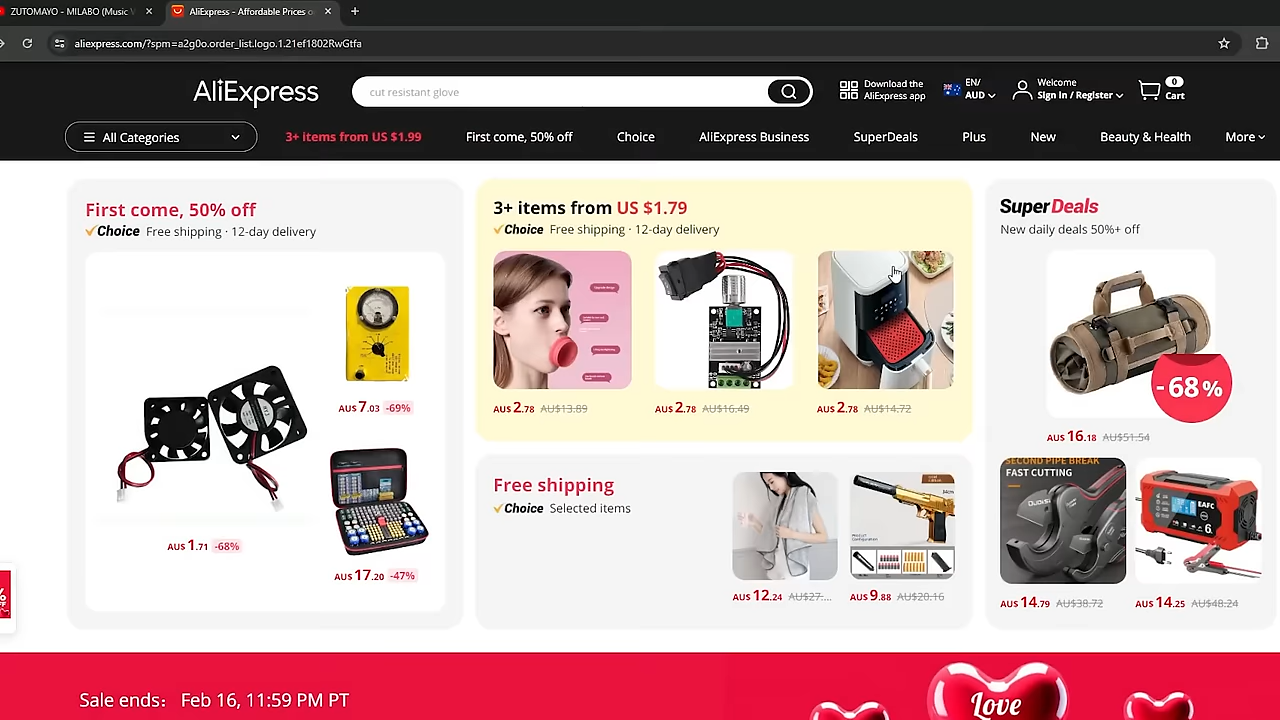 ZUTOMAYO - MILABO (Music V
AliExpress - Affordable Prices o
aliexpress.com/?spm=a2g0o.order_list.logo.1.21ef1802RwGtfa
AliExpress
cut resistant glove
Download the
AliExpress app
EN/
AUD
Welcome
Sign in / Register
0
Cart
All Categories
3+ items from US $1.99
First come, 50% off
Choice
AliExpress Business
SuperDeals
Plus
New
Beauty & Health
More
First come, 50% off
Choice Free shipping · 12-day delivery
AU$7.03 -69%
AU$1.71 -68%
AU$17.20 -47%
3+ items from US $1.79
Choice Free shipping · 12-day delivery
AU$2.78 AU$13.89
AU$2.78 AU$16.49
AU$2.78 AU$14.72
Free shipping
Choice Selected items
AU$12.24 AU$27....
AU$9.88 AU$20.16
SuperDeals
New daily deals 50%+ off
-68%
AU$16.18 AU$51.54
SECOND PIPE BREAK
FAST CUTTING
EAFC
AU$14.79 AU$38.72
AU$14.25 AU$48.24
Sale ends: Feb 16, 11:59 PM PT
Love